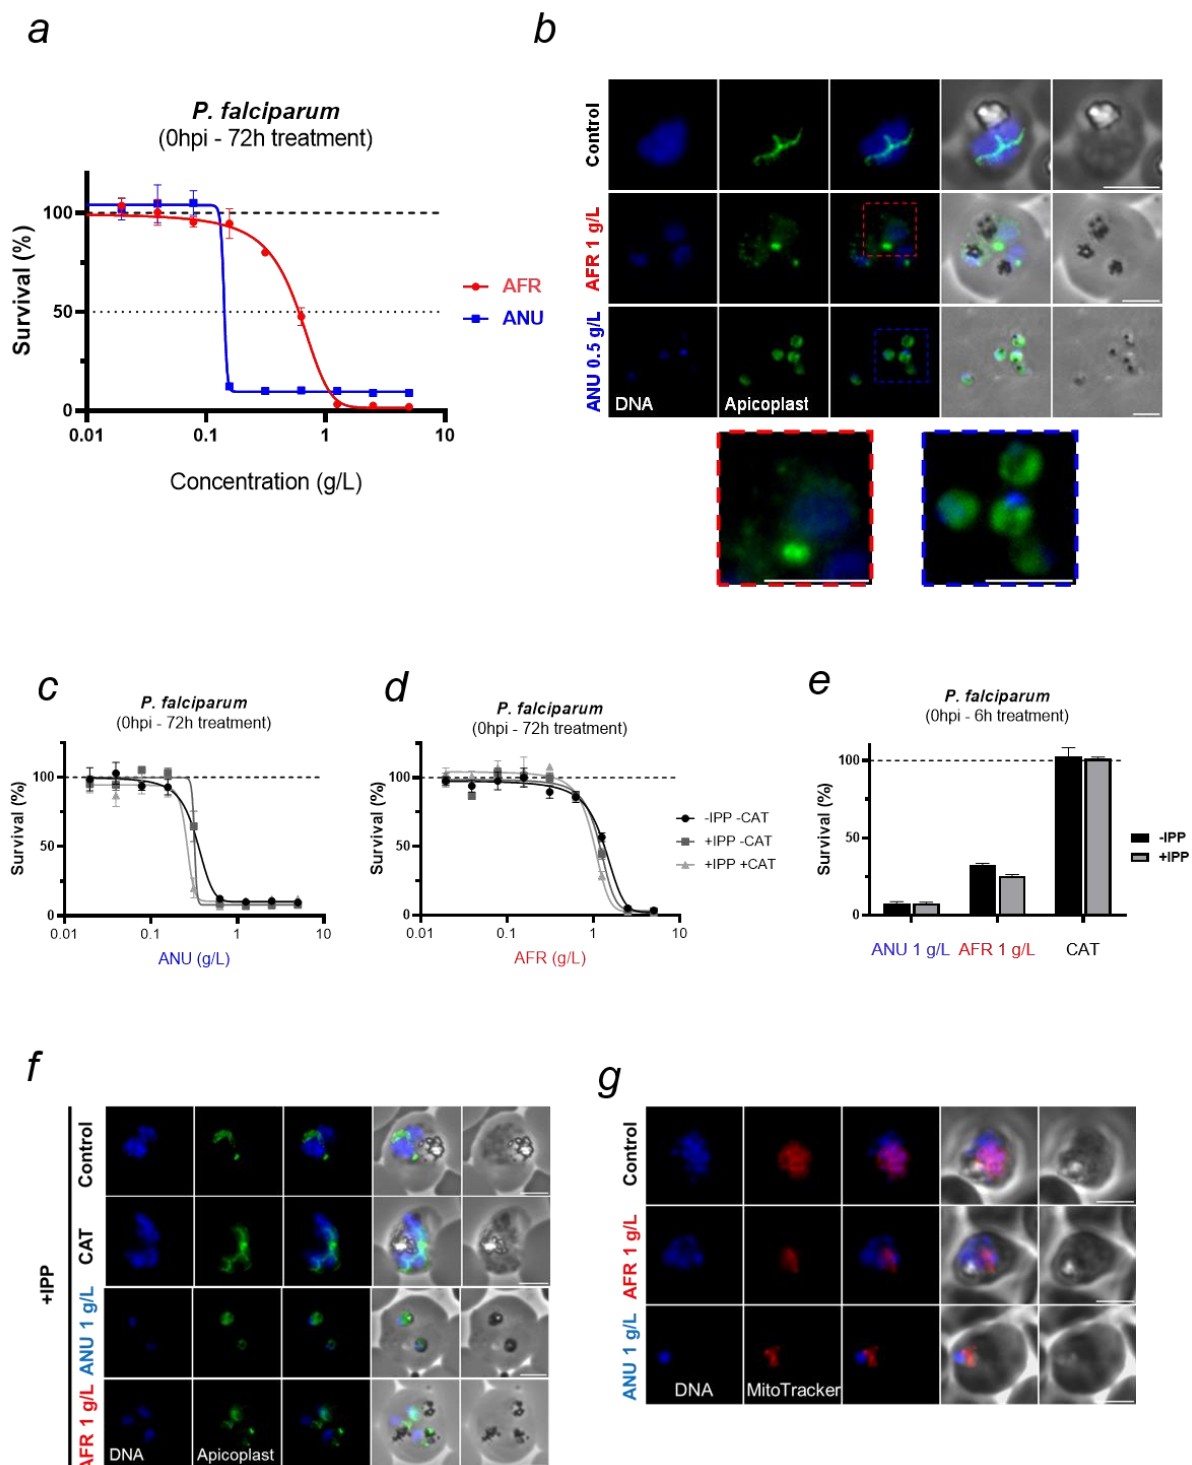 a
P. falciparum
(0hpi - 72h treatment)
Survival (%)
100
50
0
0.01
0.1
1
10
Concentration (g/L)
AFR
ANU
b
Control
AFR 1 g/L
ANU 0.5 g/L
DNA
Apicoplast
c
P. falciparum
(0hpi - 72h treatment)
Survival (%)
100
50
0
0.01
0.1
1
10
ANU (g/L)
d
P. falciparum
(0hpi - 72h treatment)
Survival (%)
100
50
0
0.01
0.1
1
10
AFR (g/L)
-IPP -CAT
+IPP -CAT
+IPP +CAT
e
P. falciparum
(0hpi - 6h treatment)
Survival (%)
100
50
0
ANU 1 g/L
AFR 1 g/L
CAT
-IPP
+IPP
f
+IPP
Control
CAT
ANU 1 g/L
AFR 1 g/L
DNA
Apicoplast
g
Control
AFR 1 g/L
ANU 1 g/L
DNA
MitoTracker